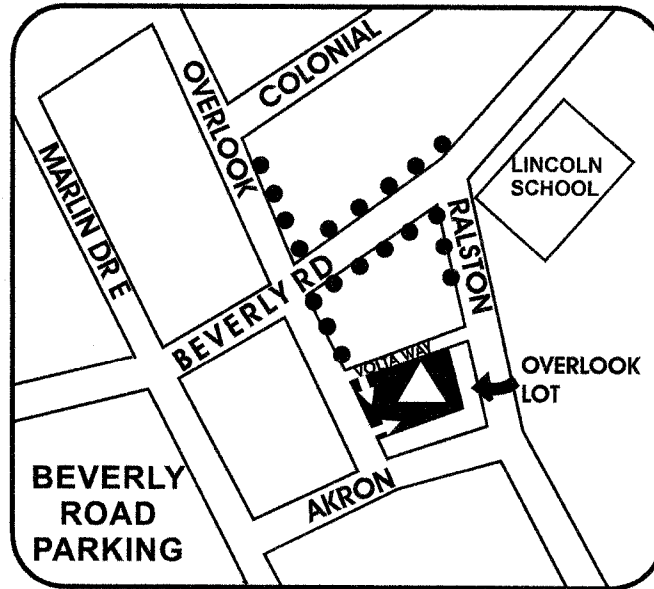 COLONIAL
OVERLOOK
MARLIN DR E
LINCOLN
SCHOOL
RALSTON
BEVERLY RD
VOLTA WAY
OVERLOOK
LOT
AKRON
BEVERLY
ROAD
PARKING